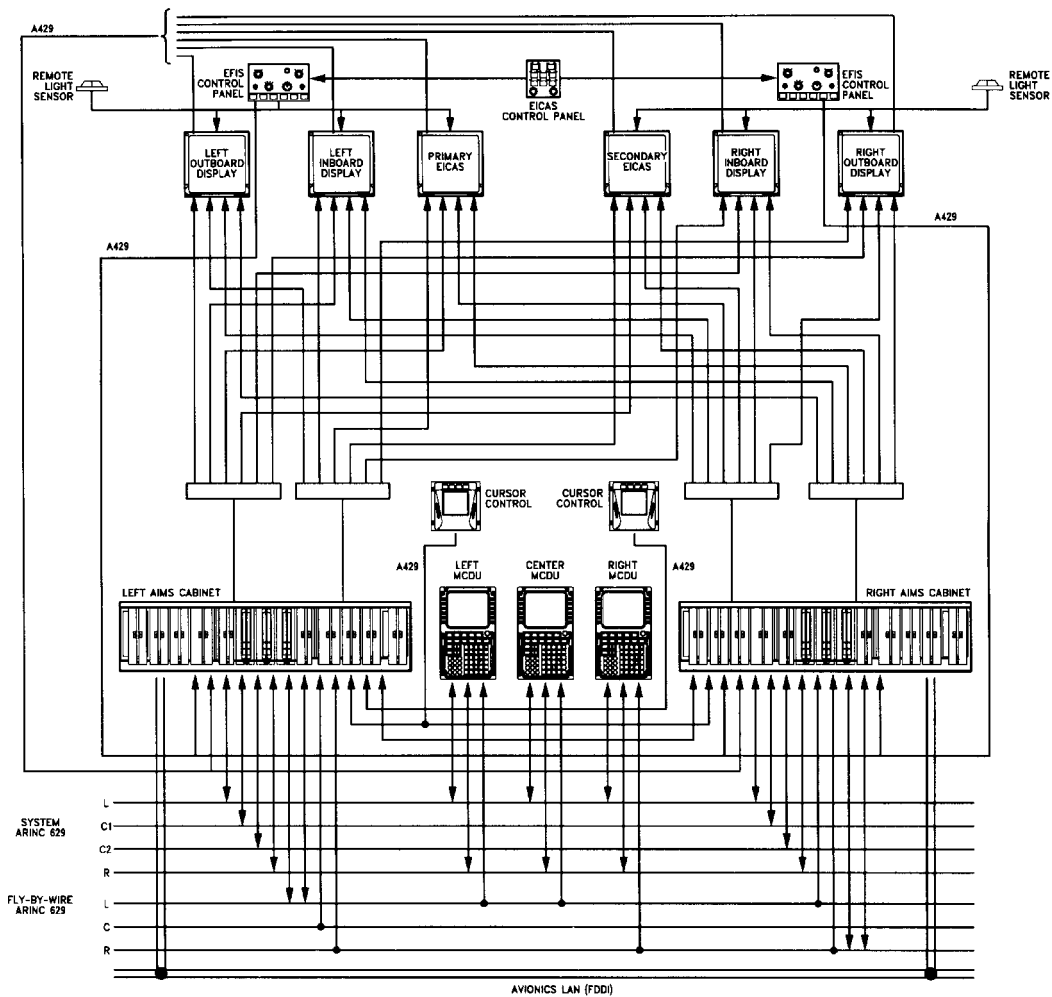 A429
REMOTE
LIGHT
SENSOR
EFIS
CONTROL
PANEL
EICAS
CONTROL PANEL
EFIS
CONTROL
PANEL
REMOTE
LIGHT
SENSOR
LEFT
OUTBOARD
DISPLAY
LEFT
INBOARD
DISPLAY
PRIMARY
EICAS
SECONDARY
EICAS
RIGHT
INBOARD
DISPLAY
RIGHT
OUTBOARD
DISPLAY
A429
A429
CURSOR
CONTROL
CURSOR
CONTROL
A429
LEFT
MCDU
CENTER
MCDU
RIGHT
MCDU
A429
LEFT AIMS CABINET
RIGHT AIMS CABINET
SYSTEM
ARINC 629
L
C1
C2
R
FLY-BY-WIRE
ARINC 629
L
C
R
AVIONICS LAN (FDDI)